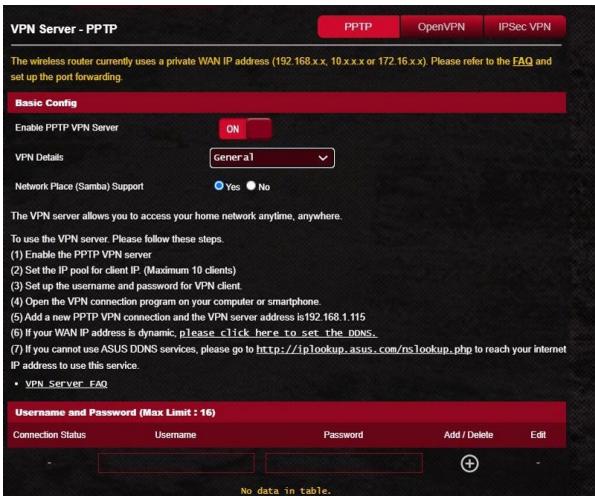 VPN Server - PPTP
PPTP
OpenVPN
IPSec VPN
The wireless router currently uses a private WAN IP address (192.168.x.x, 10.x.x.x or 172.16.x.x). Please refer to the FAQ and
set up the port forwarding.
Basic Config
Enable PPTP VPN Server
ON
VPN Details
General
Network Place (Samba) Support
Yes No
The VPN server allows you to access your home network anytime, anywhere.
To use the VPN server. Please follow these steps.
(1) Enable the PPTP VPN server
(2) Set the IP pool for client IP. (Maximum 10 clients)
(3) Set up the username and password for VPN client.
(4) Open the VPN connection program on your computer or smartphone.
(5) Add a new PPTP VPN connection and the VPN server address is192.168.1.115
(6) If your WAN IP address is dynamic, please click here to set the DDNS.
(7) If you cannot use ASUS DDNS services, please go to http://iplookup.asus.com/nslookup.php to reach your internet
IP address to use this service.
• VPN Server FAQ
Username and Password (Max Limit : 16)
Connection Status Username Password Add / Delete Edit
- -
No data in table.